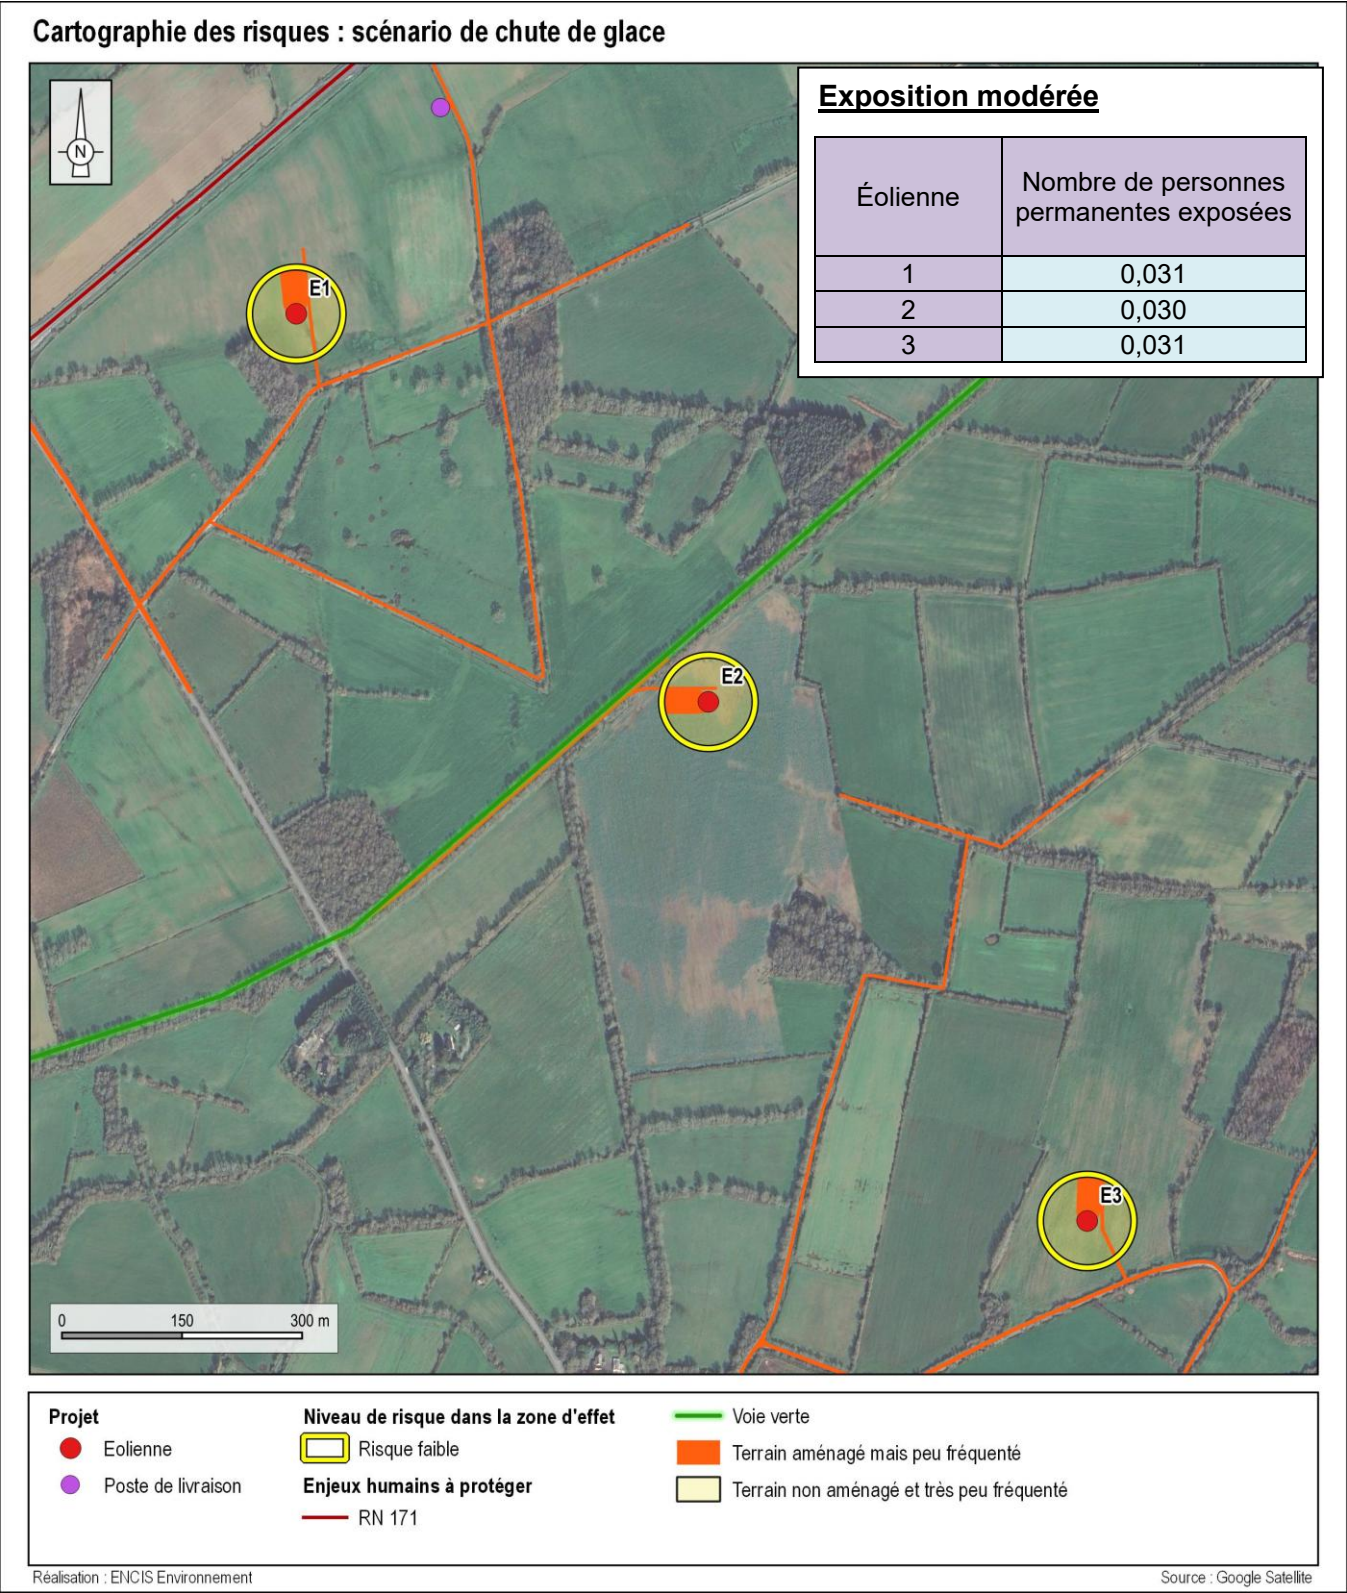 Cartographie des risques : scénario de chute de glace
N
Exposition modérée
Éolienne
Nombre de personnes
permanentes exposées
1
0,031
2
0,030
3
0,031
E1
E2
E3
0
150
300 m
Projet
Eolienne
Poste de livraison
Niveau de risque dans la zone d'effet
Risque faible
Enjeux humains à protéger
RN 171
Voie verte
Terrain aménagé mais peu fréquenté
Terrain non aménagé et très peu fréquenté
Réalisation : ENCIS Environnement
Source : Google Satellite